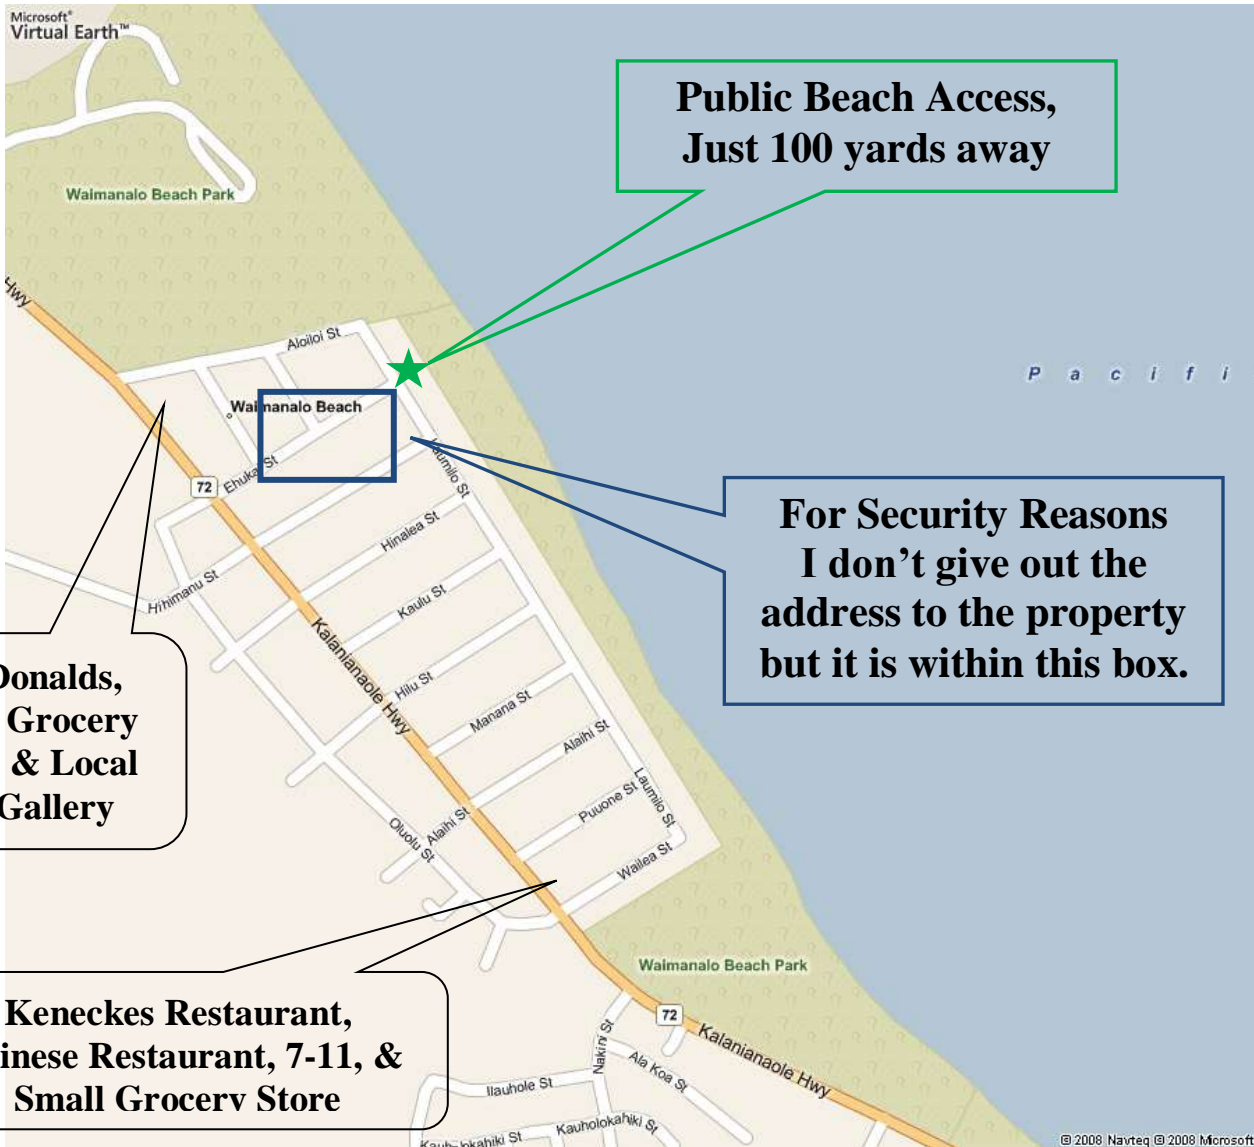 Microsoft®
Virtual Earth™
Public Beach Access,
Just 100 yards away
Waimanalo Beach Park
Hwy
Aloiloi St
P a c i f i
Waimanalo Beach
Laumilo St
72
Ehukai St
For Security Reasons
I don’t give out the
address to the property
but it is within this box.
Hinalea St
Hihimanu St
Kaulu St
Kalanianaole Hwy
Donalds,
Grocery
& Local
Gallery
Hilu St
Manana St
Alaihi St
Laumilo St
Puuone St
Oluolu St
Alaihi St
Wailea St
Waimanalo Beach Park
Keneckes Restaurant,
inese Restaurant, 7-11, &
Small Grocery Store
72
Kalanianaole Hwy
Nakini St
Ala Koa St
Ilauhole St
Kauholokahiki St
Kauholokahiki St
© 2008 Navteq © 2008 Microsoft